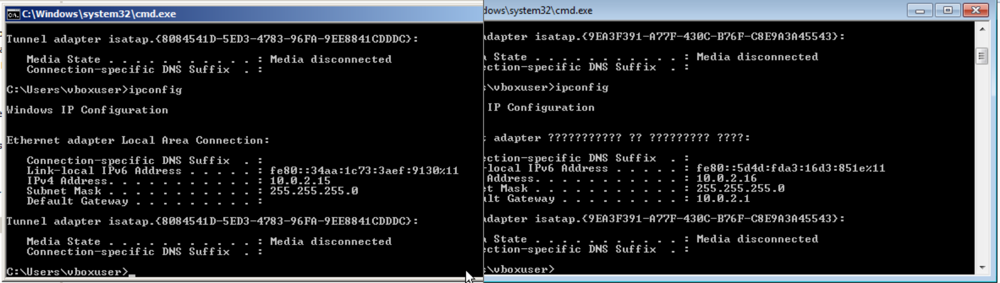 C:\Windows\system32\cmd.exe
Tunnel adapter isatap.{8084541D-5ED3-4783-96FA-9EE8841CDDDC}:
Media State . . . . . . . . . . . : Media disconnected
Connection-specific DNS Suffix  . :
C:\Users\vboxuser>ipconfig
Windows IP Configuration
Ethernet adapter Local Area Connection:
Connection-specific DNS Suffix  . :
Link-local IPv6 Address . . . . . : fe80::34aa:1c73:3aef:9130%11
IPv4 Address. . . . . . . . . . . : 10.0.2.15
Subnet Mask . . . . . . . . . . . : 255.255.255.0
Default Gateway . . . . . . . . . :
Tunnel adapter isatap.{8084541D-5ED3-4783-96FA-9EE8841CDDDC}:
Media State . . . . . . . . . . . : Media disconnected
Connection-specific DNS Suffix  . :
C:\Users\vboxuser>_
dows\system32\cmd.exe
adapter isatap.{9EA3F391-A77F-430C-B76F-C8E9A3A45543}:
State . . . . . . . . . . . : Media disconnected
ction-specific DNS Suffix  . :
\vboxuser>ipconfig
IP Configuration
adapter ??????????? ?? ????????? ????:
ction-specific DNS Suffix  . :
local IPv6 Address . . . . . : fe80::5d4d:fda3:16d3:851e%11
Address. . . . . . . . . . . : 10.0.2.16
t Mask . . . . . . . . . . . : 255.255.255.0
lt Gateway . . . . . . . . . : 10.0.2.1
adapter isatap.{9EA3F391-A77F-430C-B76F-C8E9A3A45543}:
State . . . . . . . . . . . : Media disconnected
ction-specific DNS Suffix  . :
\vboxuser>